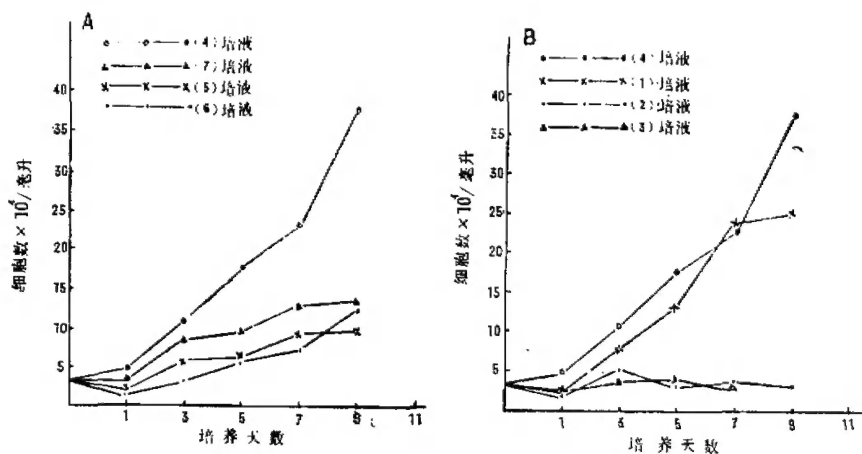 A
(4)培液
(7)培液
(5)培液
(6)培液
40
35
30
25
20
15
10
5
细胞数×10⁴/毫升
1 3 5 7 9 11
培养天数
B
(4)培液
(1)培液
(2)培液
(3)培液
40
35
30
25
20
15
10
5
细胞数×10⁴/毫升
1 3 5 7 9 11
培养天数